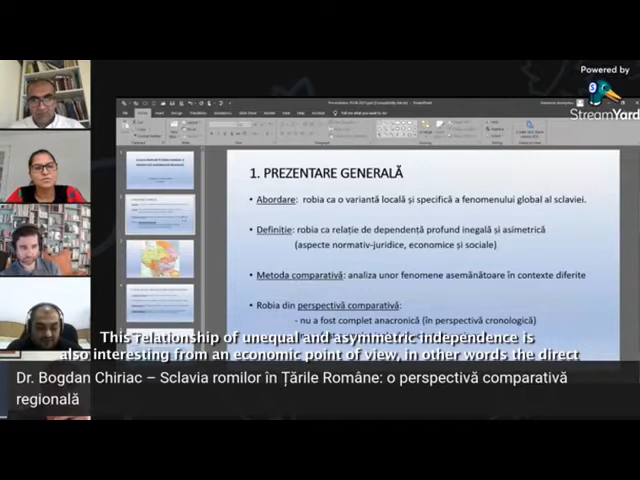 Powered by
StreamYard
1. PREZENTARE GENERALĂ
• Abordare: robia ca o variantă locală și specifică a fenomenului global al sclaviei.
• Definiție: robia ca relație de dependență profund inegală și asimetrică
(aspecte normativ-juridice, economice și sociale)
• Metoda comparativă: analiza unor fenomene asemănătoare în contexte diferite
• Robia din perspectivă comparativă:
- nu a fost complet anacronică (în perspectivă cronologică)
This relationship of unequal and asymmetric independence is
also interesting from an economic point of view, in other words the direct
Dr. Bogdan Chiriac – Sclavia romilor în Țările Române: o perspectivă comparativă
regională